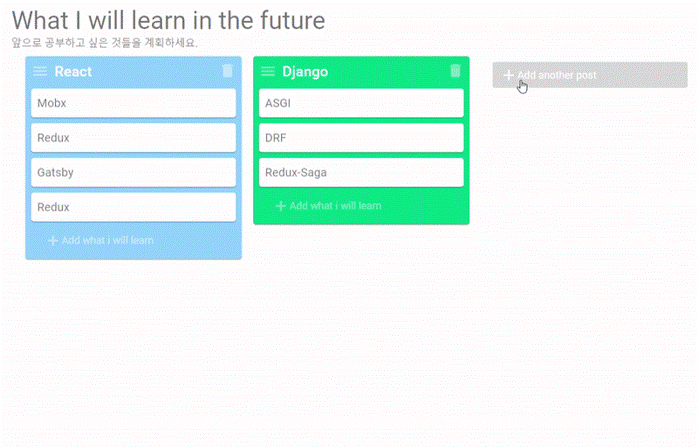 What I will learn in the future
앞으로 공부하고 싶은 것들을 계획하세요.
React
Mobx
Redux
Gatsby
Redux
Add what i will learn
Django
ASGI
DRF
Redux-Saga
Add what i will learn
Add another post